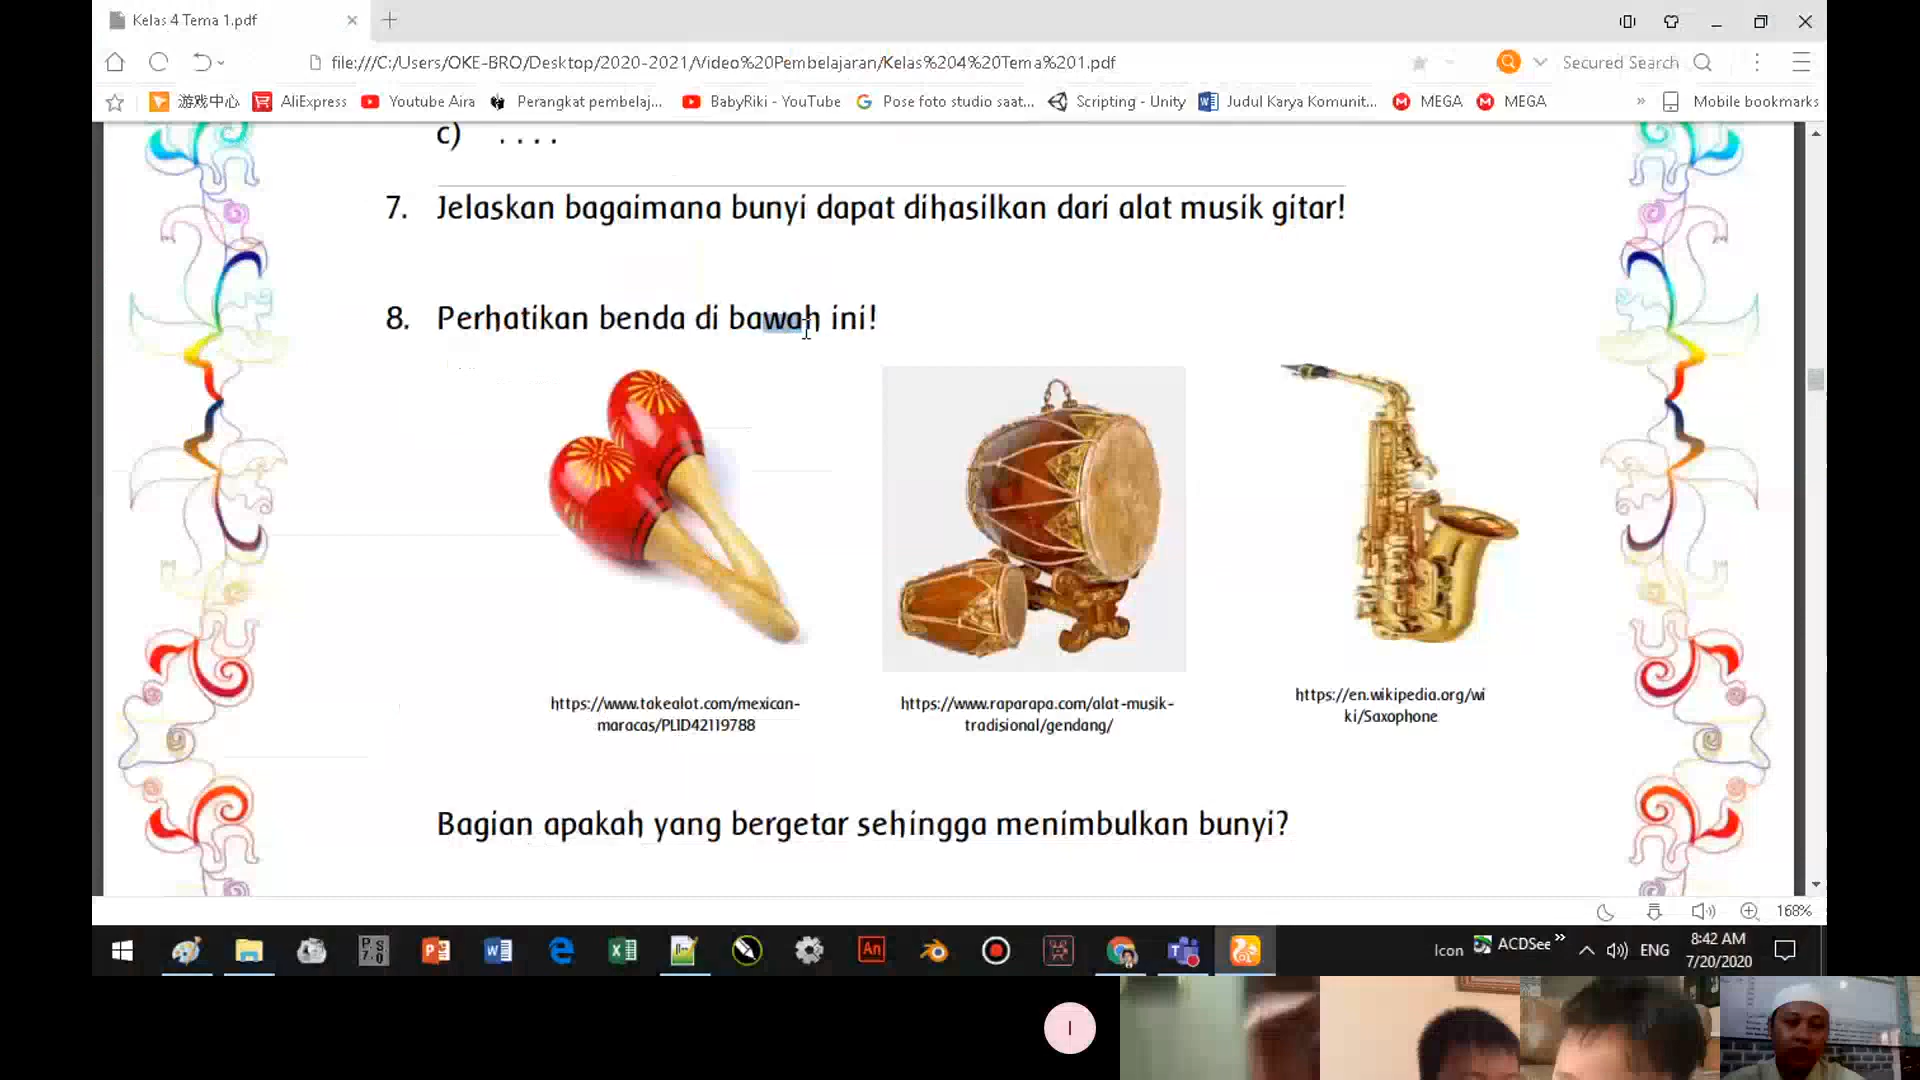 Kelas 4 Tema 1.pdf
file:///C:/Users/OKE-BRO/Desktop/2020-2021/Video%20Pembelajaran/Kelas%204%20Tema%201.pdf
Secured Search
游戏中心 AliExpress Youtube Aira Perangkat pembelaj... BabyRiki - YouTube Pose foto studio saat... Scripting - Unity Judul Karya Komunit... MEGA MEGA » Mobile bookmarks
c) . . . .
7. Jelaskan bagaimana bunyi dapat dihasilkan dari alat musik gitar!
8. Perhatikan benda di bawah ini!
https://www.takealot.com/mexican-
maracas/PLID42119788
https://www.raparapa.com/alat-musik-
tradisional/gendang/
https://en.wikipedia.org/wi
ki/Saxophone
Bagian apakah yang bergetar sehingga menimbulkan bunyi?
168%
Icon ACDSee » ENG
8:42 AM
7/20/2020
I